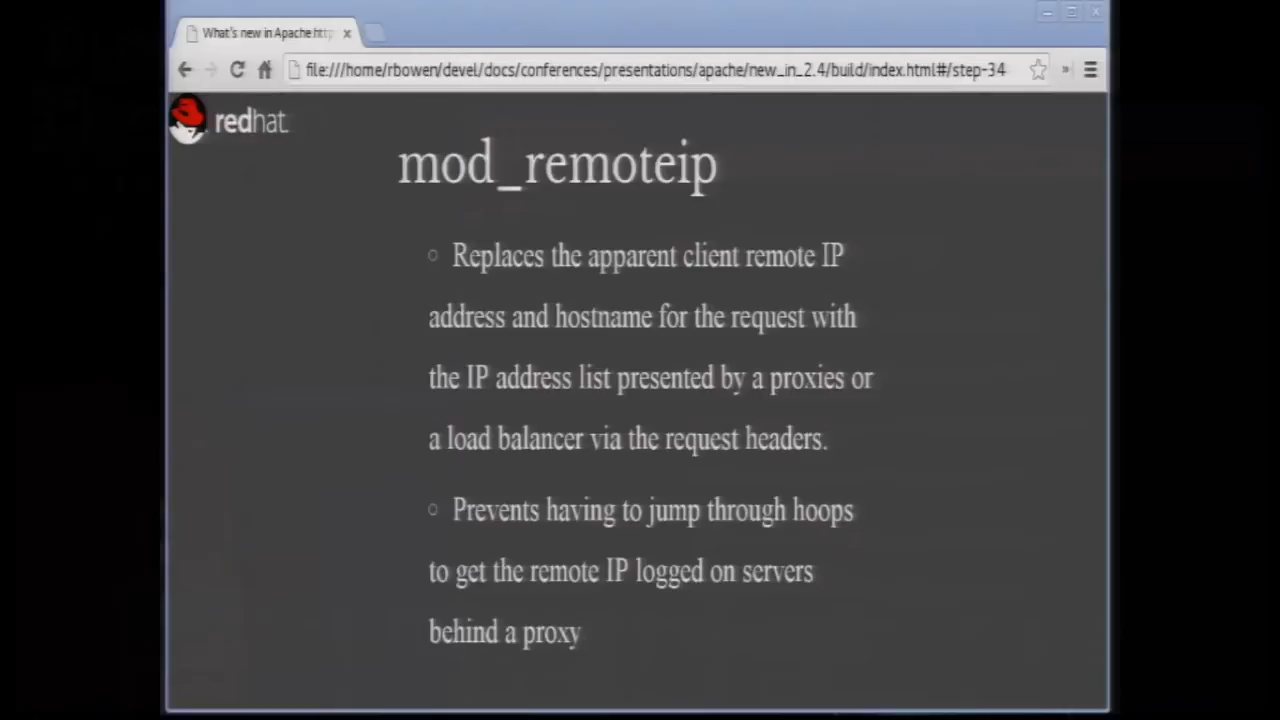 What's new in Apache http
file:///home/rbowen/devel/docs/conferences/presentations/apache/new_in_2.4/build/index.html#/step-34
redhat.
mod_remoteip
Replaces the apparent client remote IP
address and hostname for the request with
the IP address list presented by a proxies or
a load balancer via the request headers.
Prevents having to jump through hoops
to get the remote IP logged on servers
behind a proxy